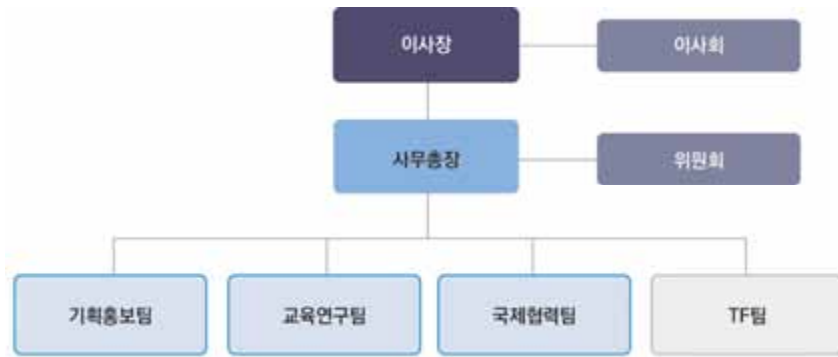 이사장
이사회
사무총장
위원회
기획홍보팀
교육연구팀
국제협력팀
TF팀